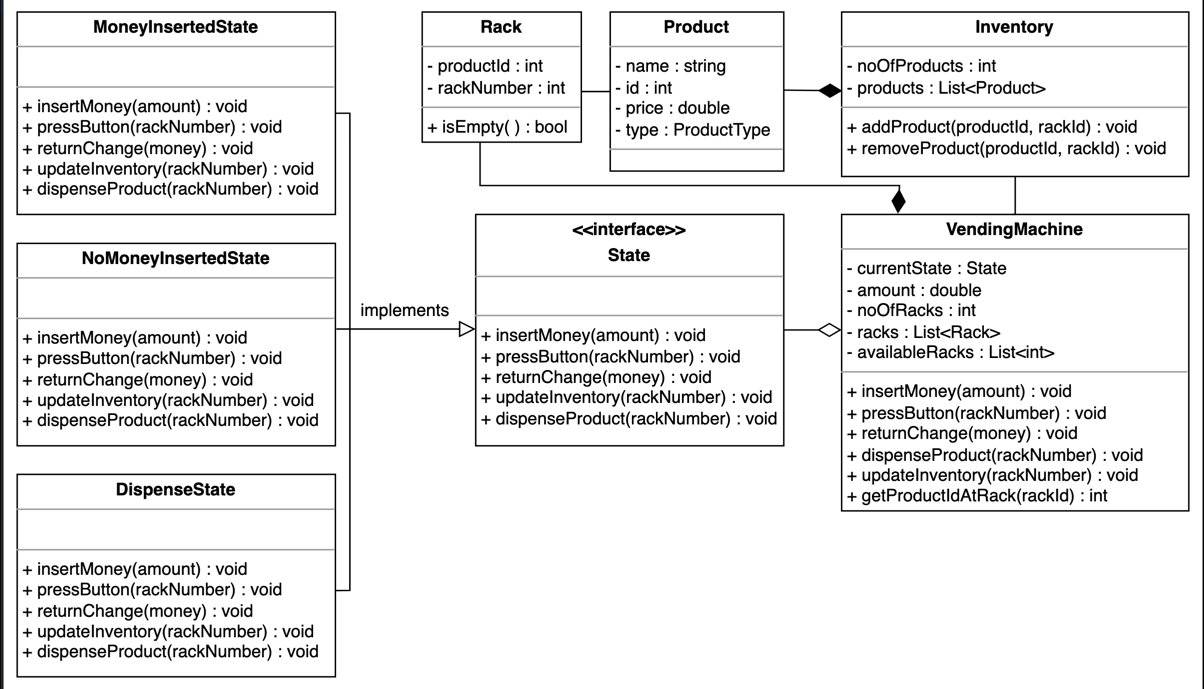 MoneyInsertedState
+ insertMoney(amount) : void
+ pressButton(rackNumber) : void
+ returnChange(money) : void
+ updateInventory(rackNumber) : void
+ dispenseProduct(rackNumber) : void
Rack
- productId : int
- rackNumber : int
+ isEmpty( ) : bool
Product
- name : string
- id : int
- price : double
- type : ProductType
Inventory
- noOfProducts : int
- products : List<Product>
+ addProduct(productId, rackId) : void
+ removeProduct(productId, rackId) : void
NoMoneyInsertedState
+ insertMoney(amount) : void
+ pressButton(rackNumber) : void
+ returnChange(money) : void
+ updateInventory(rackNumber) : void
+ dispenseProduct(rackNumber) : void
implements
<<interface>>
State
+ insertMoney(amount) : void
+ pressButton(rackNumber) : void
+ returnChange(money) : void
+ updateInventory(rackNumber) : void
+ dispenseProduct(rackNumber) : void
VendingMachine
- currentState : State
- amount : double
- noOfRacks : int
- racks : List<Rack>
- availableRacks : List<int>
+ insertMoney(amount) : void
+ pressButton(rackNumber) : void
+ returnChange(money) : void
+ dispenseProduct(rackNumber) : void
+ updateInventory(rackNumber) : void
+ getProductIdAtRack(rackId) : int
DispenseState
+ insertMoney(amount) : void
+ pressButton(rackNumber) : void
+ returnChange(money) : void
+ updateInventory(rackNumber) : void
+ dispenseProduct(rackNumber) : void